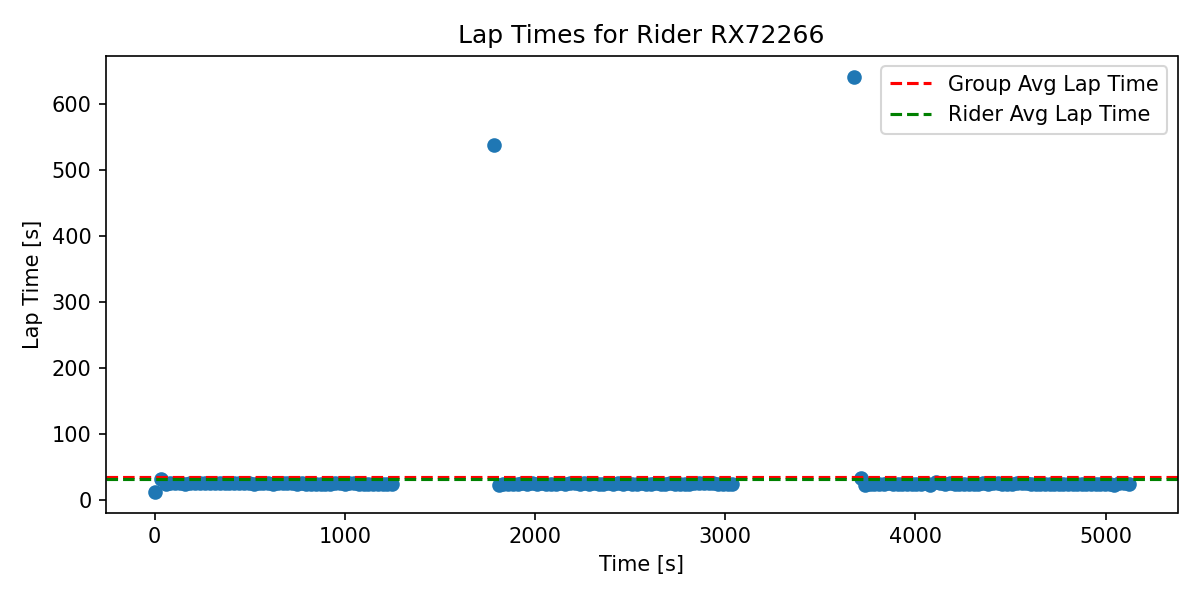 Lap Times for Rider RX72266
Group Avg Lap Time
Rider Avg Lap Time
Lap Time [s]
600
500
400
300
200
100
0
0 1000 2000 3000 4000 5000
Time [s]